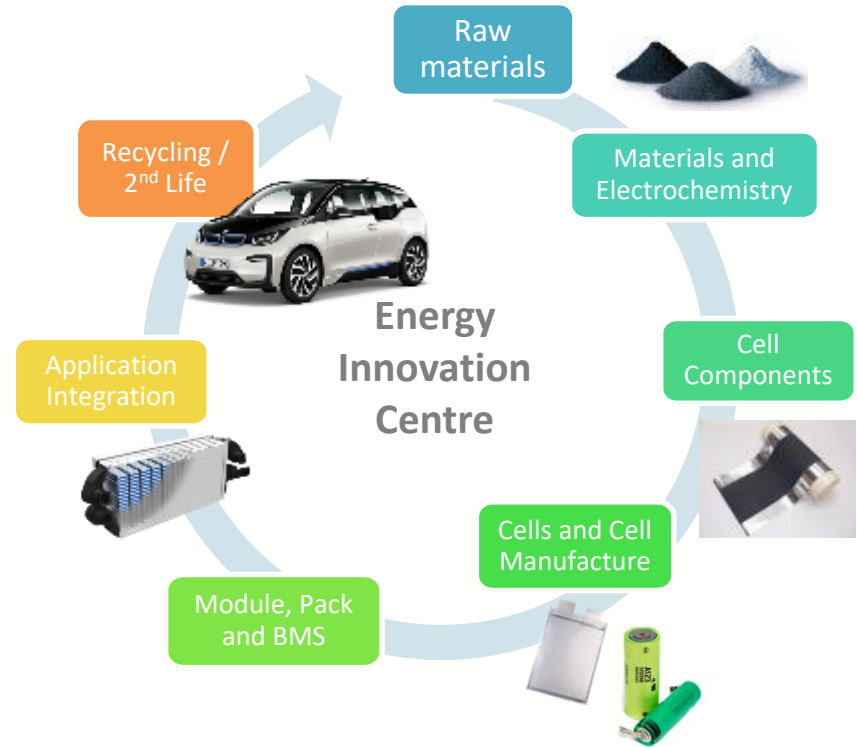 Raw
materials
Materials and
Electrochemistry
Cell
Components
Cells and Cell
Manufacture
Module, Pack
and BMS
Application
Integration
Recycling /
2nd Life
Energy
Innovation
Centre
A123